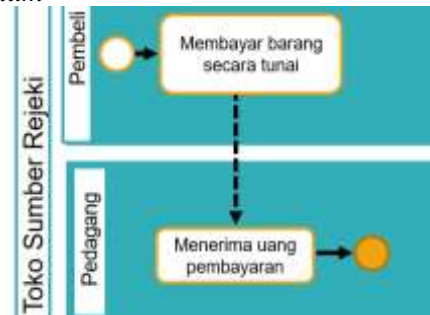 Toko Sumber Rejeki
Pembeli
Membayar barang
secara tunai
Pedagang
Menerima uang
pembayaran